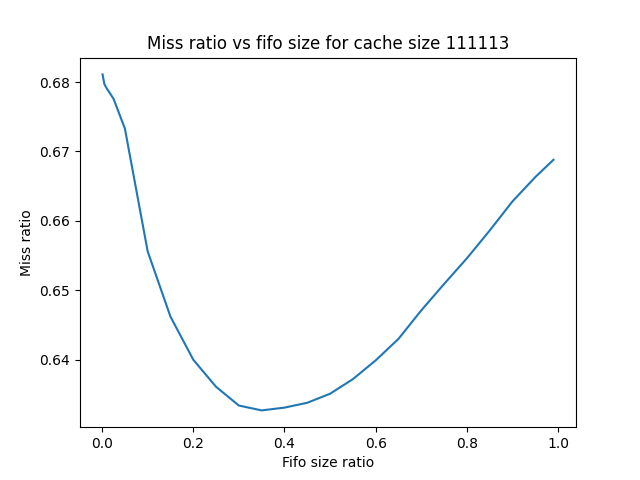 Miss ratio vs fifo size for cache size 111113
0.68
0.67
0.66
0.65
0.64
Miss ratio
0.0 0.2 0.4 0.6 0.8 1.0
Fifo size ratio